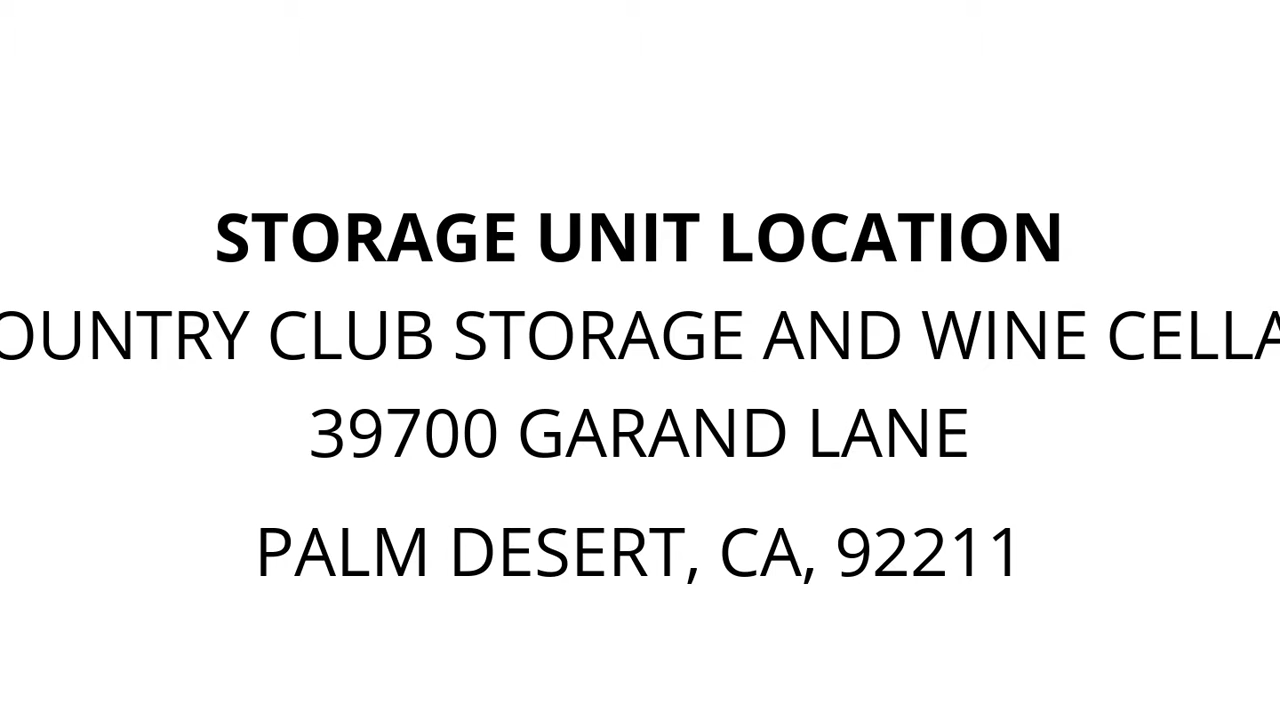 STORAGE UNIT LOCATION
OUNTRY CLUB STORAGE AND WINE CELLA
39700 GARAND LANE
PALM DESERT, CA, 92211